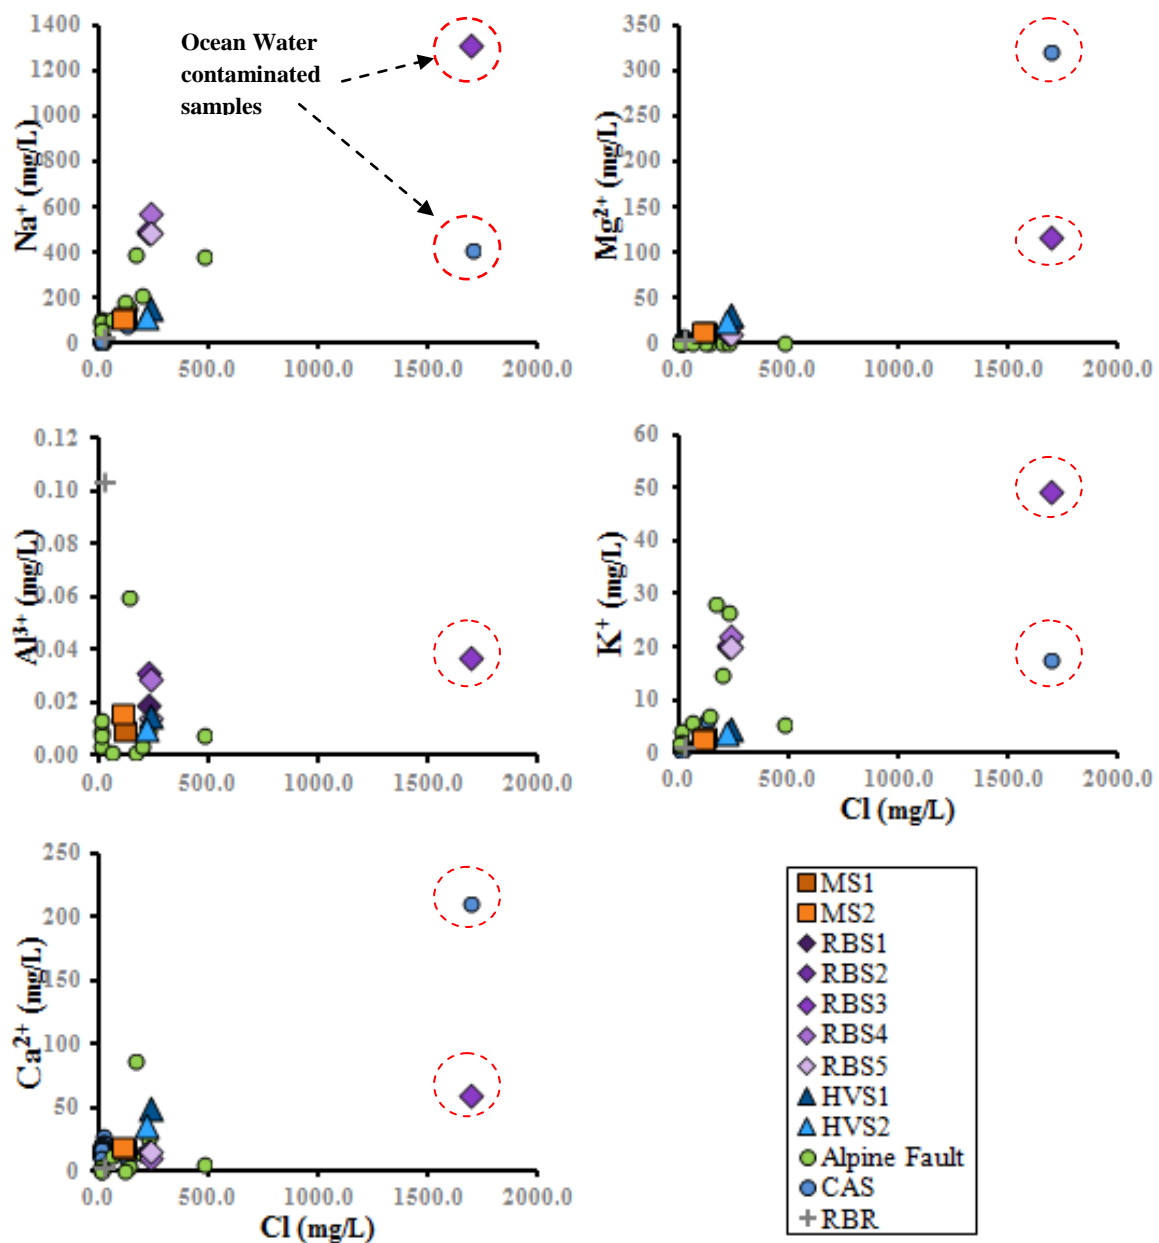 1400
1200
1000
800
600
400
200
0
Na⁺ (mg/L)
Ocean Water
contaminated
samples
0.0 500.0 1000.0 1500.0 2000.0
350
300
250
200
150
100
50
0
Mg²⁺ (mg/L)
0.0 500.0 1000.0 1500.0 2000.0
0.12
0.10
0.08
0.06
0.04
0.02
0.00
Al³⁺ (mg/L)
0.0 500.0 1000.0 1500.0 2000.0
60
50
40
30
20
10
0
K⁺ (mg/L)
0.0 500.0 1000.0 1500.0 2000.0
Cl (mg/L)
250
200
150
100
50
0
Ca²⁺ (mg/L)
0.0 500.0 1000.0 1500.0 2000.0
Cl (mg/L)
MS1
MS2
RBS1
RBS2
RBS3
RBS4
RBS5
HVS1
HVS2
Alpine Fault
CAS
RBR